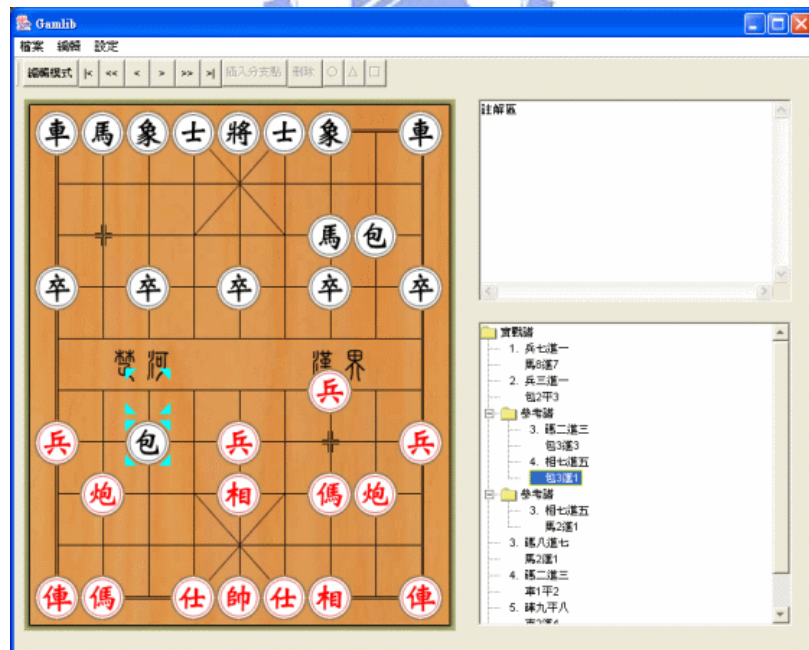 Gamlib
檔案 編輯 設定
編輯模式 |< << < > >> >| 插入分支點 刪除 ○ △ □
車 馬 象 士 將 士 象 車
馬 包
卒 卒 卒 卒 卒
楚 河 漢 界
兵
兵 包 兵 兵
炮 相 傌 炮
俥 傌 仕 帥 仕 相 俥
註解區
實戰譜
1. 兵七進一
馬8進7
2. 兵三進一
包2平3
參考譜
3. 傌二進三
包3進3
4. 相七進五
包3進1
參考譜
3. 相七進五
馬2進1
3. 傌八進七
馬2進1
4. 傌二進三
車1平2
5. 俥九平八